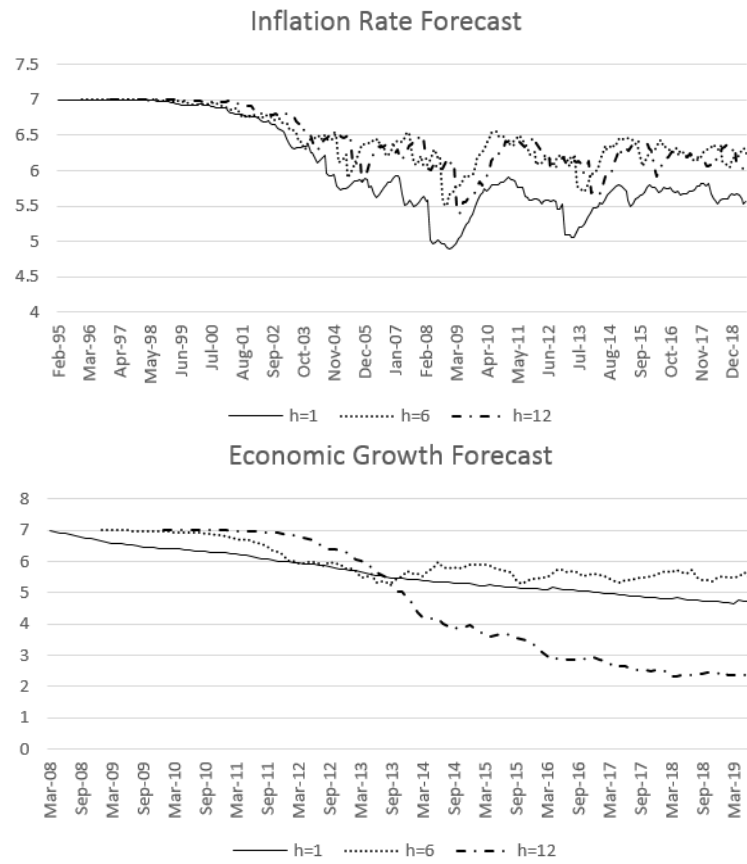 Inflation Rate Forecast
7.5
7
6.5
6
5.5
5
4.5
4
Feb-95
Mar-96
Apr-97
May-98
Jun-99
Jul-00
Aug-01
Sep-02
Oct-03
Nov-04
Dec-05
Jan-07
Feb-08
Mar-09
Apr-10
May-11
Jun-12
Jul-13
Aug-14
Sep-15
Oct-16
Nov-17
Dec-18
h=1 h=6 h=12
Economic Growth Forecast
8
7
6
5
4
3
2
1
0
Mar-08
Sep-08
Mar-09
Sep-09
Mar-10
Sep-10
Mar-11
Sep-11
Mar-12
Sep-12
Mar-13
Sep-13
Mar-14
Sep-14
Mar-15
Sep-15
Mar-16
Sep-16
Mar-17
Sep-17
Mar-18
Sep-18
Mar-19
h=1 h=6 h=12